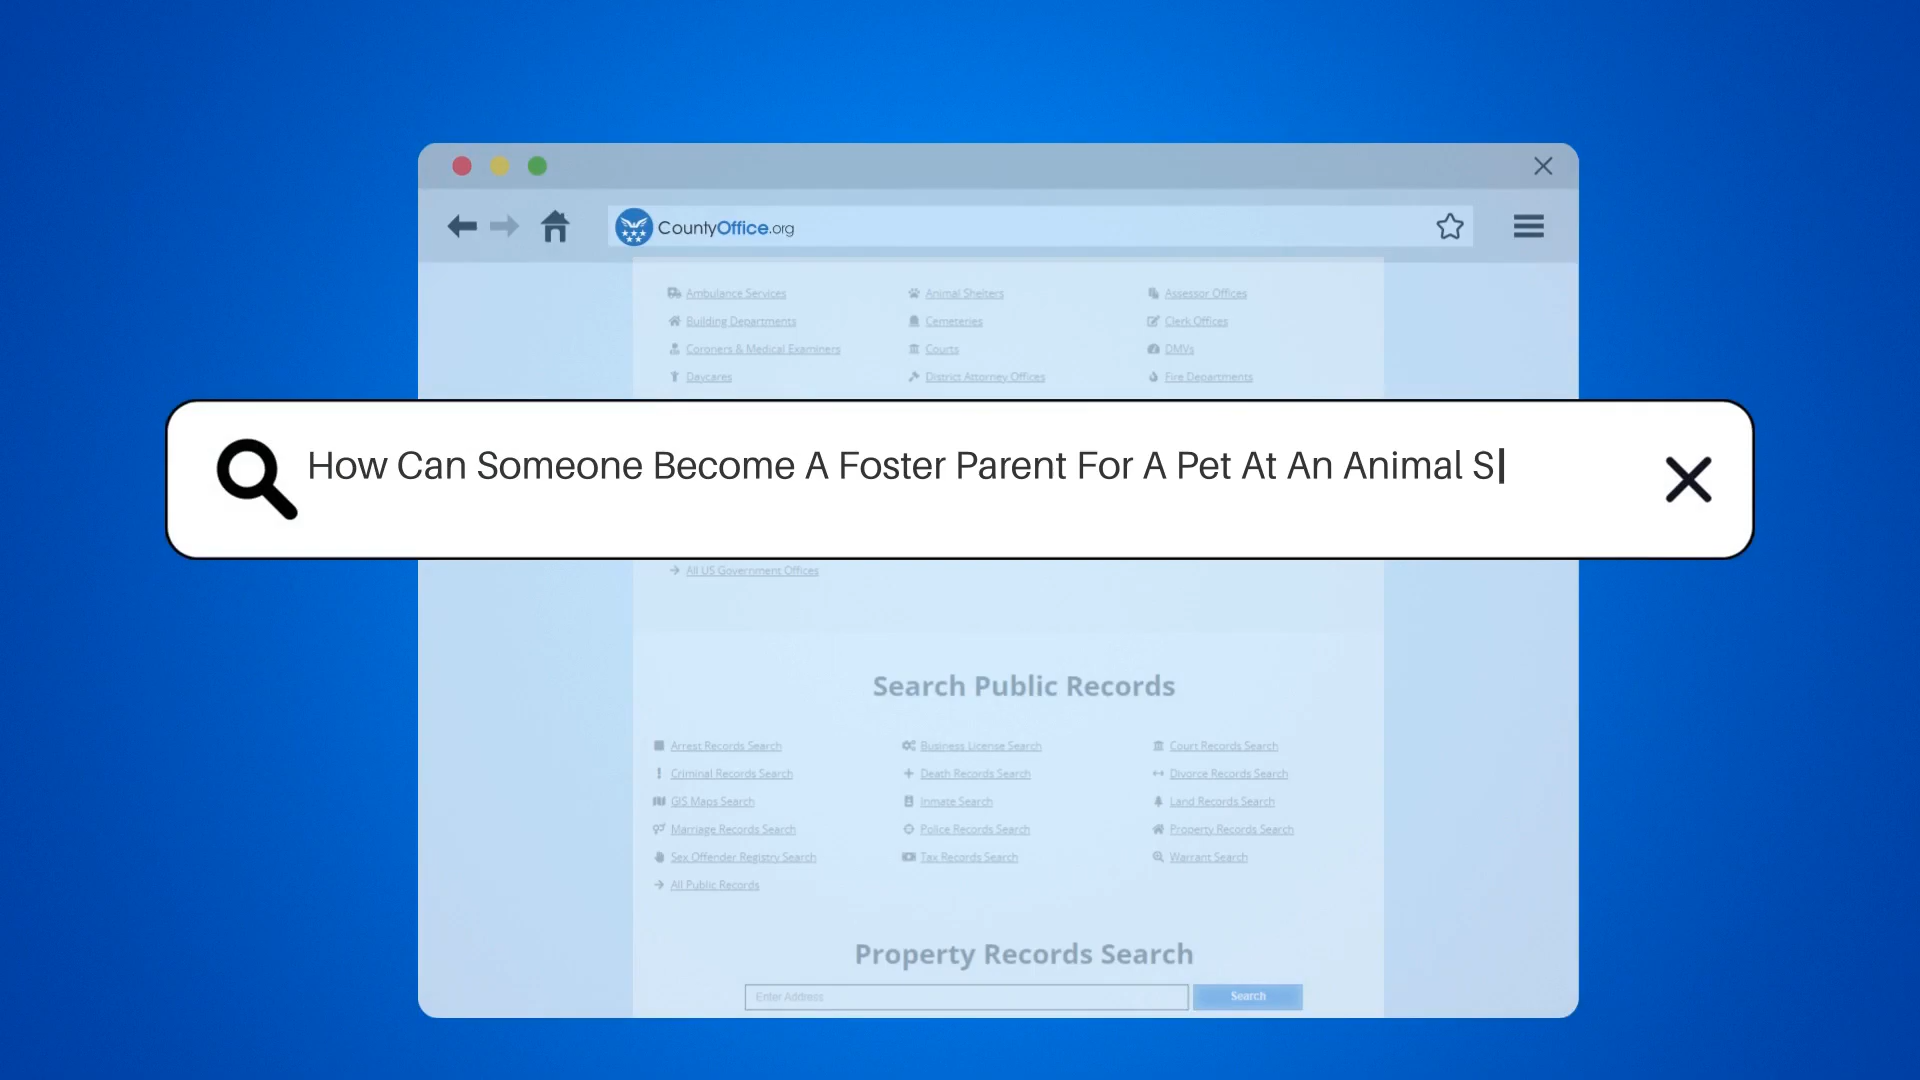 CountyOffice.org
Ambulance Services Animal Shelters Assessor Offices
Building Departments Cemeteries Clerk Offices
Coroners & Medical Examiners Courts DMVs
Daycares District Attorney Offices Fire Departments
How Can Someone Become A Foster Parent For A Pet At An Animal S
All US Government Offices
Search Public Records
Arrest Records Search Business License Search Court Records Search
Criminal Records Search Death Records Search Divorce Records Search
GIS Maps Search Inmate Search Land Records Search
Marriage Records Search Police Records Search Property Records Search
Sex Offender Registry Search Tax Records Search Warrant Search
All Public Records
Property Records Search
Enter Address Search